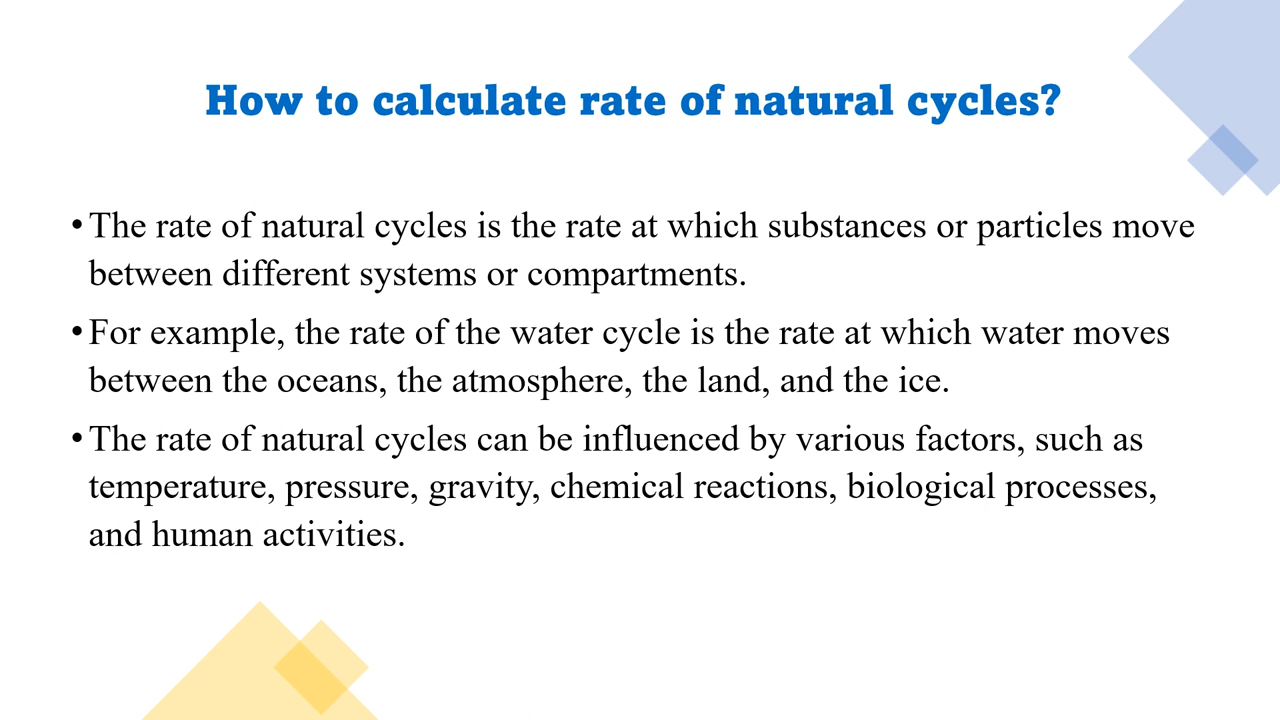 How to calculate rate of natural cycles?
• The rate of natural cycles is the rate at which substances or particles move
between different systems or compartments.
• For example, the rate of the water cycle is the rate at which water moves
between the oceans, the atmosphere, the land, and the ice.
• The rate of natural cycles can be influenced by various factors, such as
temperature, pressure, gravity, chemical reactions, biological processes,
and human activities.